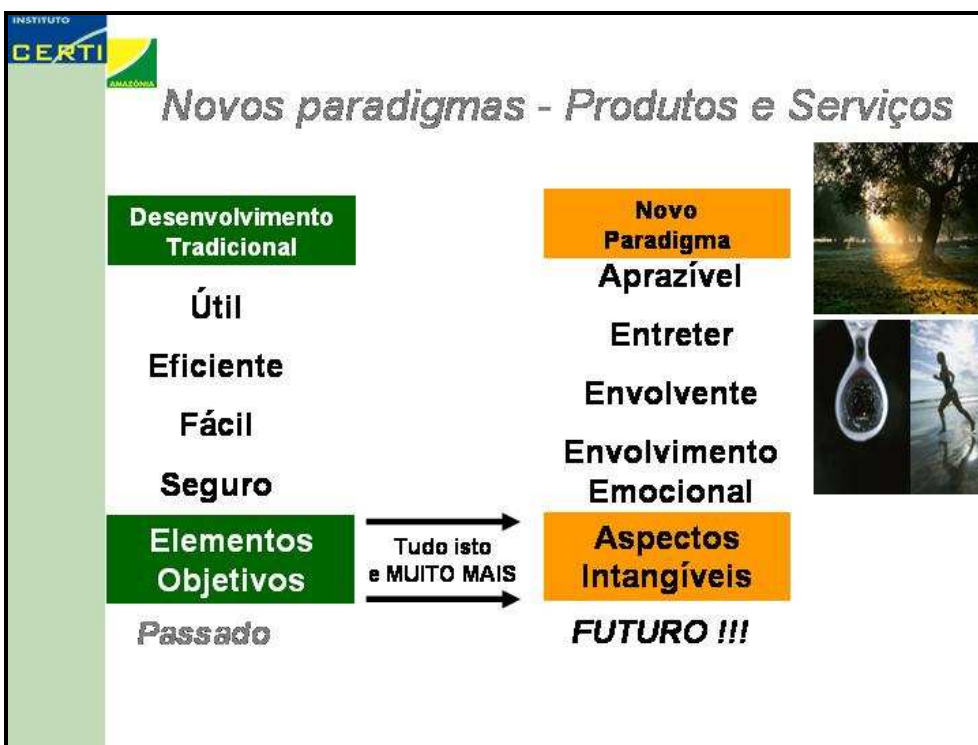 INSTITUTO
CERTI
AMAZÔNIA
Novos paradigmas - Produtos e Serviços
Desenvolvimento
Tradicional
Útil
Eficiente
Fácil
Seguro
Elementos
Objetivos
Passado
Tudo isto
e MUITO MAIS
Novo
Paradigma
Aprazível
Entreter
Envolvente
Envolvimento
Emocional
Aspectos
Intangíveis
FUTURO !!!